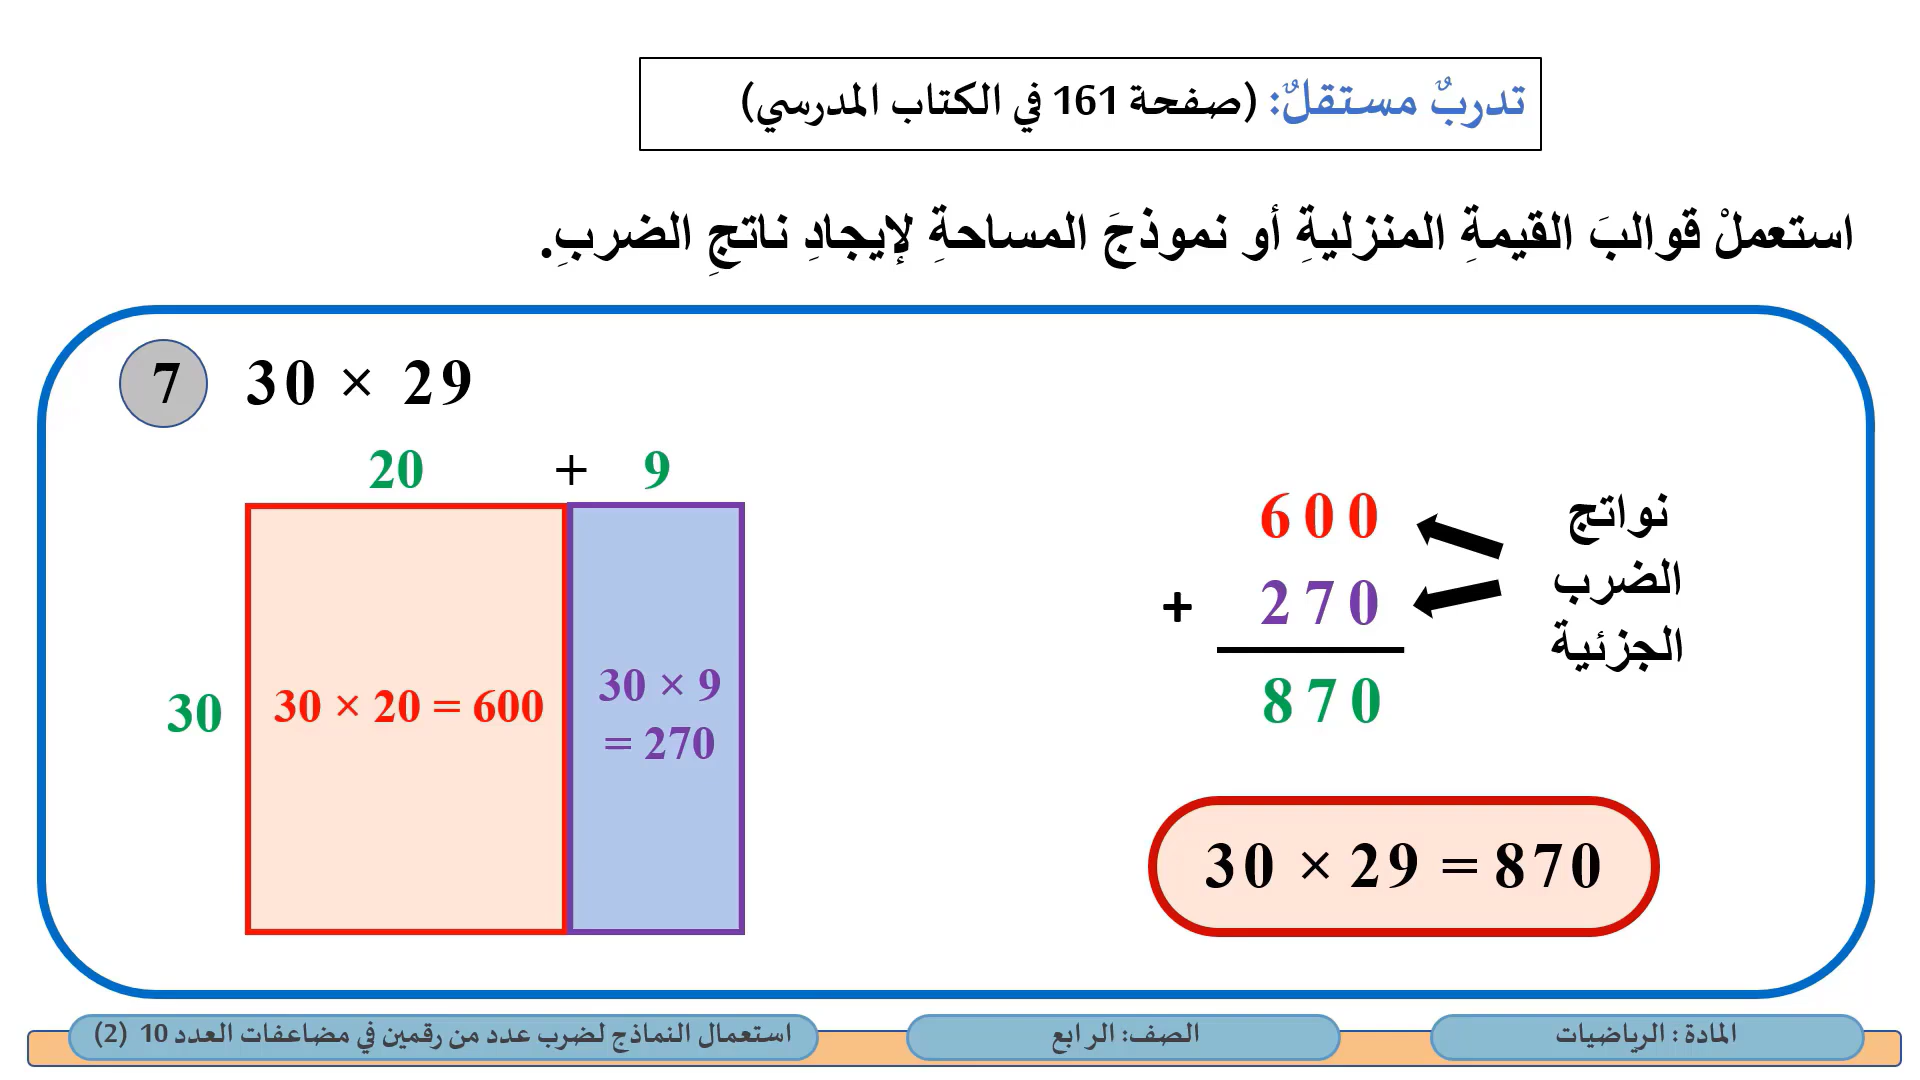 تدربٌ مستقلٌ: (صفحة 161 في الكتاب المدرسي)
استعملْ قوالبَ القيمةِ المنزليةِ أو نموذجَ المساحةِ لإيجادِ ناتجِ الضربِ.
7 30 × 29
20 + 9
30
30 × 20 = 600
30 × 9
= 270
600
+ 270
870
نواتج
الضرب
الجزئية
30 × 29 = 870
المادة : الرياضيات
الصف: الرابع
استعمال النماذج لضرب عدد من رقمين في مضاعفات العدد 10 (2)